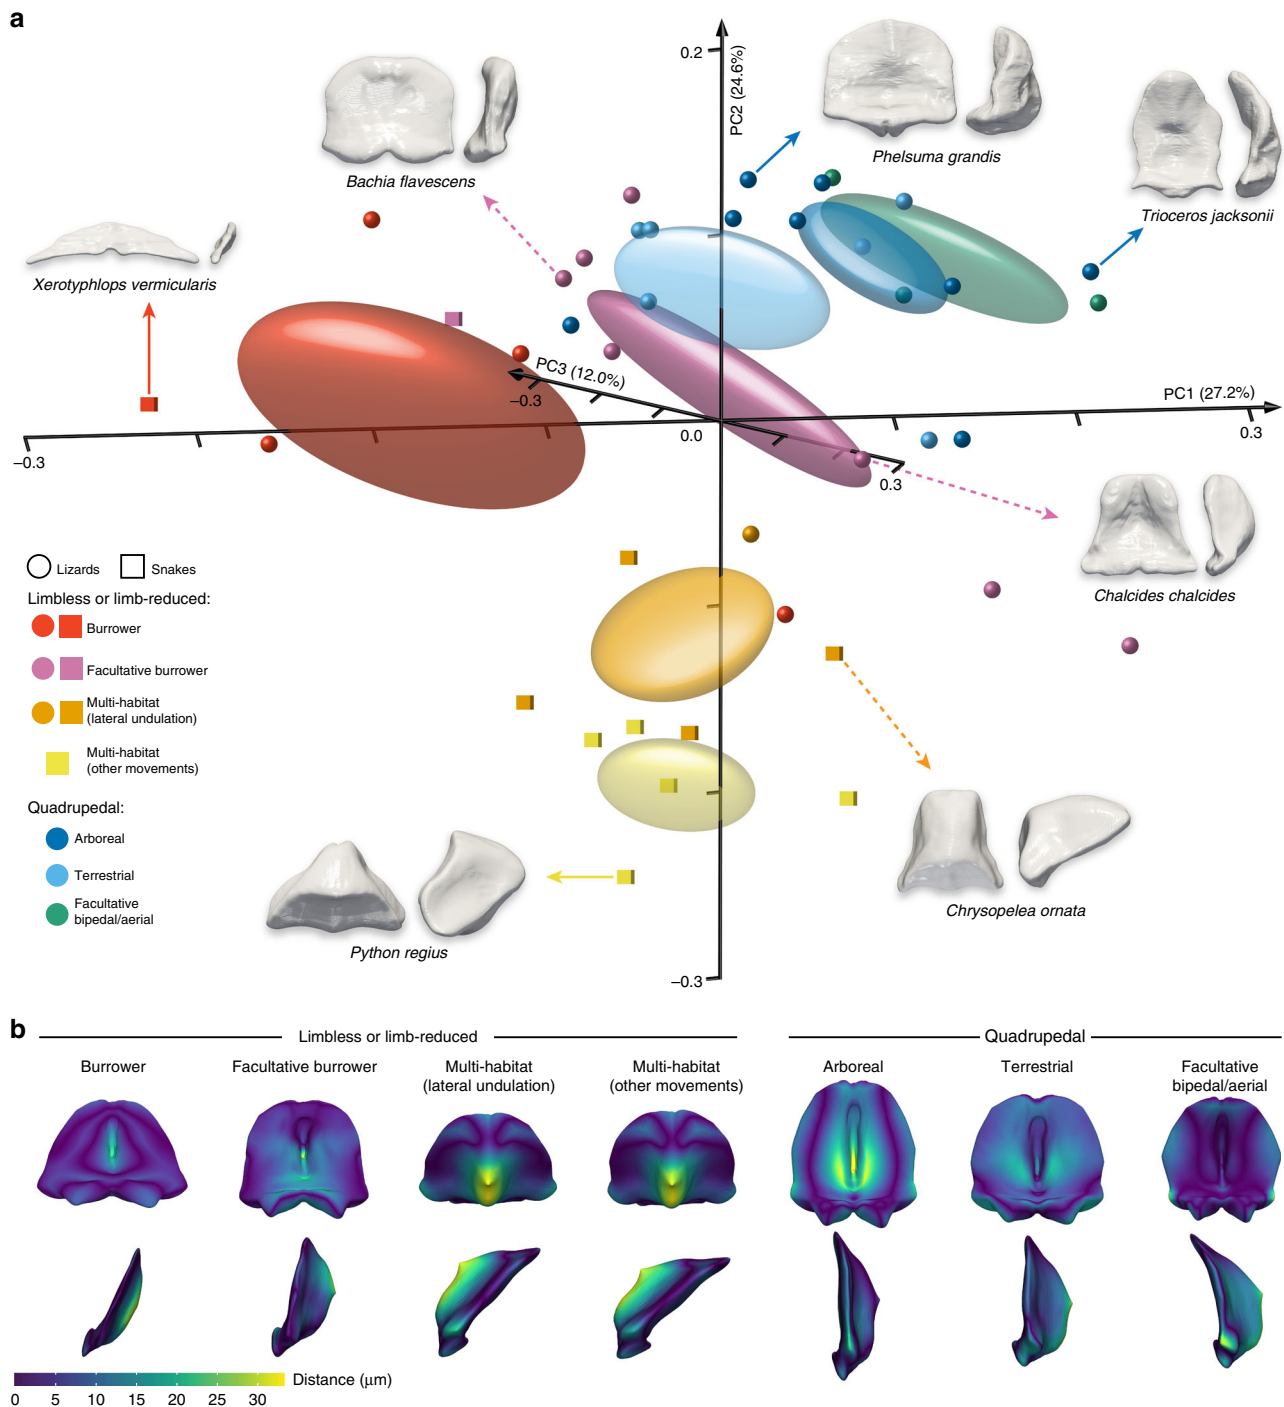 a
0.2
PC2 (24.6%)
Phelsuma grandis
Trioceros jacksonii
Bachia flavescens
Xerotyphlops vermicularis
PC3 (12.0%)
–0.3
PC1 (27.2%)
0.3
0.0
–0.3
0.3
Chalcides chalcides
Lizards
Snakes
Limbless or limb-reduced:
Burrower
Facultative burrower
Multi-habitat
(lateral undulation)
Multi-habitat
(other movements)
Quadrupedal:
Arboreal
Terrestrial
Facultative
bipedal/aerial
Chrysopelea ornata
Python regius
–0.3
b
Limbless or limb-reduced
Quadrupedal
Burrower
Facultative burrower
Multi-habitat
(lateral undulation)
Multi-habitat
(other movements)
Arboreal
Terrestrial
Facultative
bipedal/aerial
Distance (μm)
0 5 10 15 20 25 30